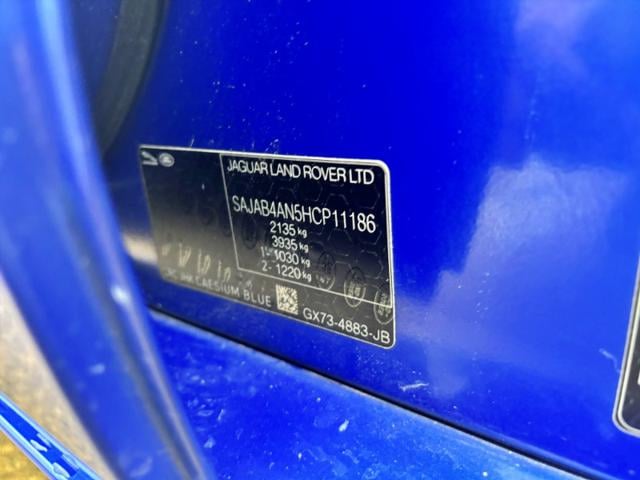 JAGUAR LAND ROVER LTD
SAJAB4AN5HCP11186
2135 kg
3935 kg
1 - 1030 kg
2 - 1220 kg
CAESIUM BLUE
GX73-4883-JB